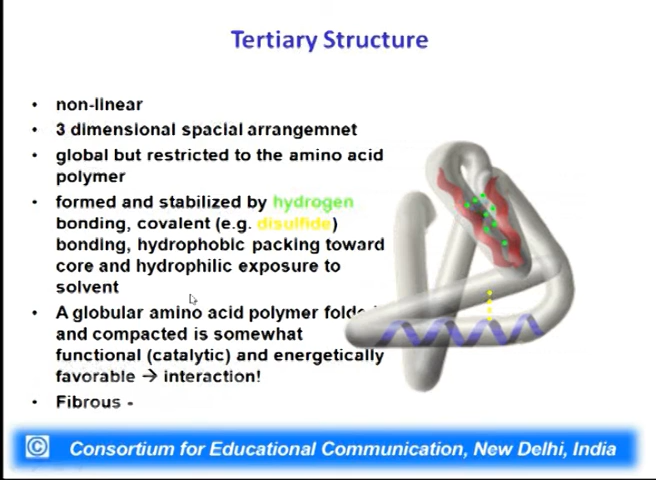 Tertiary Structure
• non-linear
• 3 dimensional spacial arrangemnet
• global but restricted to the amino acid
polymer
• formed and stabilized by hydrogen
bonding, covalent (e.g. disulfide)
bonding, hydrophobic packing toward
core and hydrophilic exposure to
solvent
• A globular amino acid polymer folde
and compacted is somewhat
functional (catalytic) and energetically
favorable → interaction!
• Fibrous -
© Consortium for Educational Communication, New Delhi, India